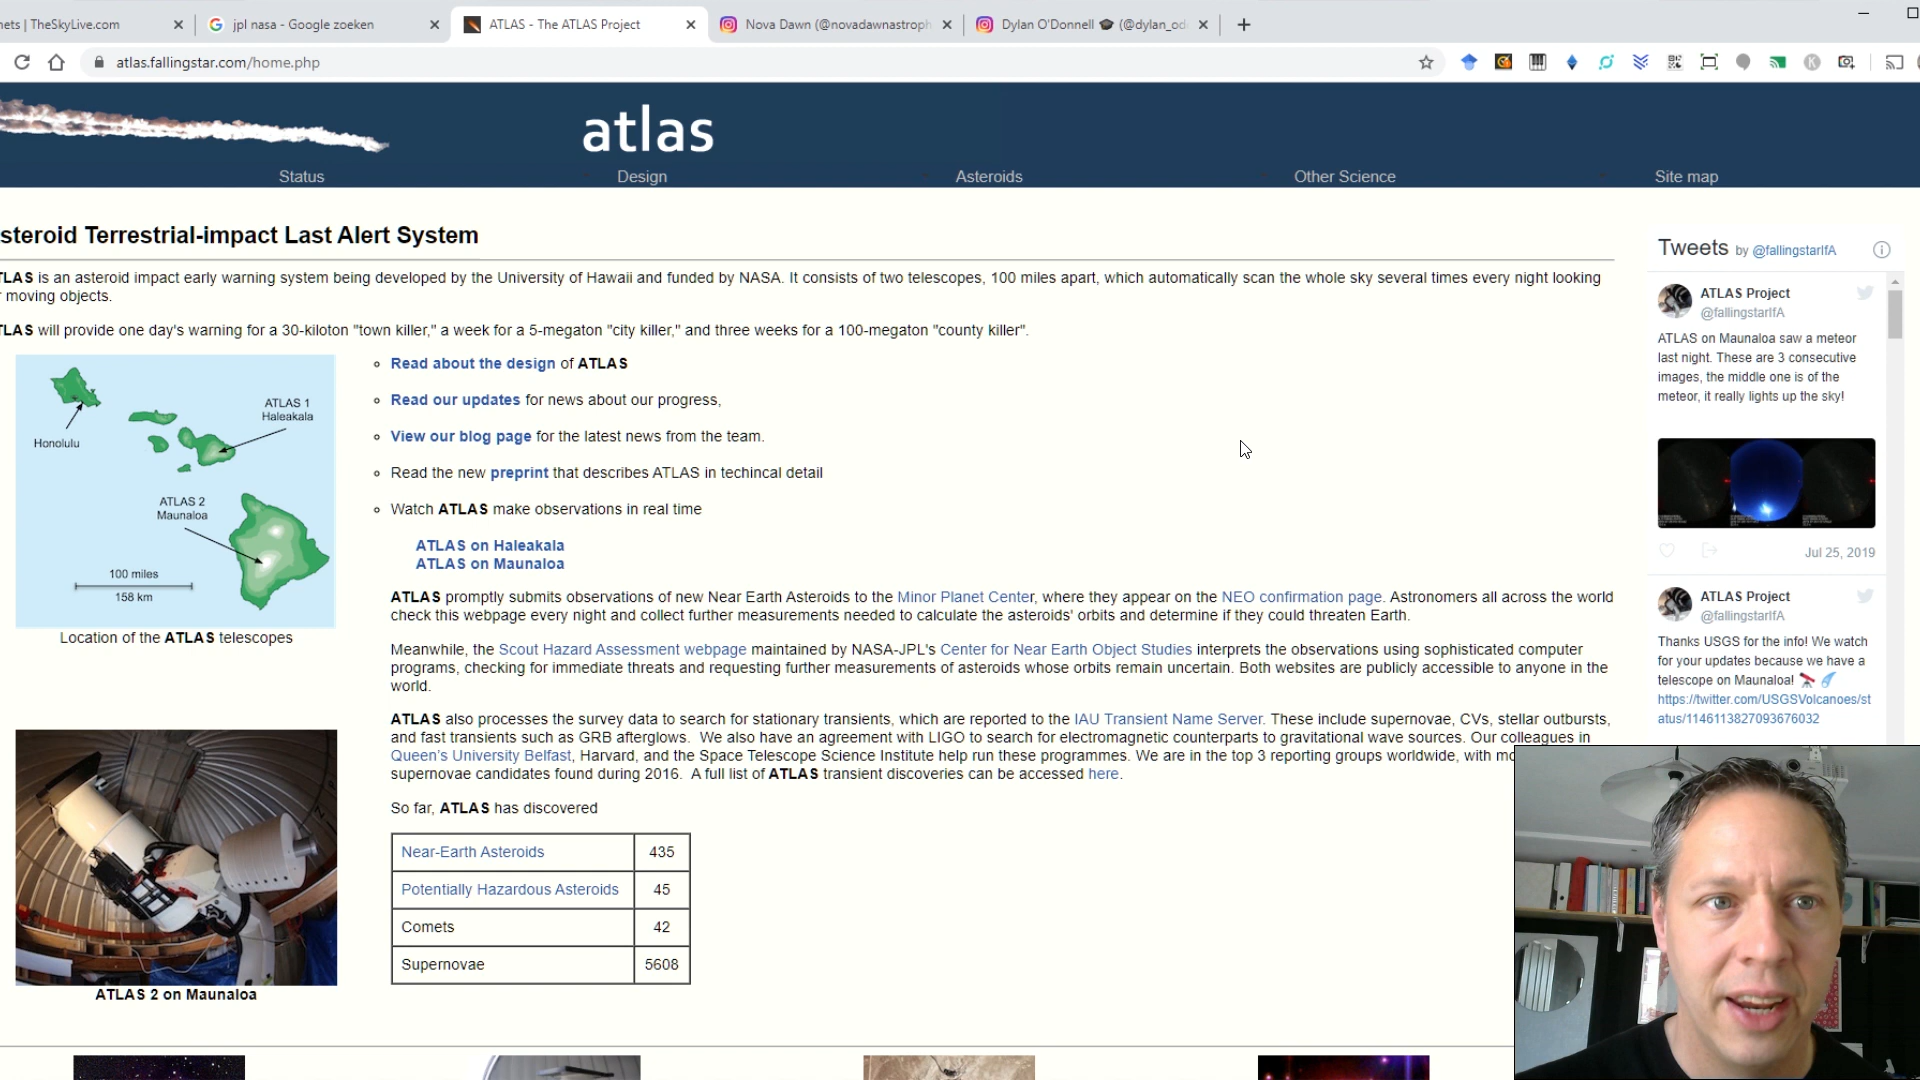 nets | TheSkyLive.com
jpl nasa - Google zoeken
ATLAS - The ATLAS Project
Nova Dawn (@novadawnastroph
Dylan O'Donnell 🎓 (@dylan_od
atlas.fallingstar.com/home.php
atlas
Status
Design
Asteroids
Other Science
Site map
steroid Terrestrial-impact Last Alert System
TLAS is an asteroid impact early warning system being developed by the University of Hawaii and funded by NASA. It consists of two telescopes, 100 miles apart, which automatically scan the whole sky several times every night looking
r moving objects.
TLAS will provide one day's warning for a 30-kiloton "town killer," a week for a 5-megaton "city killer," and three weeks for a 100-megaton "county killer".
Honolulu
ATLAS 1
Haleakala
ATLAS 2
Maunaloa
100 miles
158 km
Location of the ATLAS telescopes
ATLAS 2 on Maunaloa
Read about the design of ATLAS
Read our updates for news about our progress,
View our blog page for the latest news from the team.
Read the new preprint that describes ATLAS in techincal detail
Watch ATLAS make observations in real time
ATLAS on Haleakala
ATLAS on Maunaloa
ATLAS promptly submits observations of new Near Earth Asteroids to the Minor Planet Center, where they appear on the NEO confirmation page. Astronomers all across the world
check this webpage every night and collect further measurements needed to calculate the asteroids' orbits and determine if they could threaten Earth.
Meanwhile, the Scout Hazard Assessment webpage maintained by NASA-JPL's Center for Near Earth Object Studies interprets the observations using sophisticated computer
programs, checking for immediate threats and requesting further measurements of asteroids whose orbits remain uncertain. Both websites are publicly accessible to anyone in the
world.
ATLAS also processes the survey data to search for stationary transients, which are reported to the IAU Transient Name Server. These include supernovae, CVs, stellar outbursts,
and fast transients such as GRB afterglows. We also have an agreement with LIGO to search for electromagnetic counterparts to gravitational wave sources. Our colleagues in
Queen's University Belfast, Harvard, and the Space Telescope Science Institute help run these programmes. We are in the top 3 reporting groups worldwide, with mo
supernovae candidates found during 2016. A full list of ATLAS transient discoveries can be accessed here.
So far, ATLAS has discovered
Near-Earth Asteroids 435
Potentially Hazardous Asteroids 45
Comets 42
Supernovae 5608
Tweets by @fallingstarIfA
ATLAS Project
@fallingstarIfA
ATLAS on Maunaloa saw a meteor
last night. These are 3 consecutive
images, the middle one is of the
meteor, it really lights up the sky!
Jul 25, 2019
ATLAS Project
@fallingstarIfA
Thanks USGS for the info! We watch
for your updates because we have a
telescope on Maunaloa! 🔭 ☄️
https://twitter.com/USGSVolcanoes/st
atus/1146113827093676032